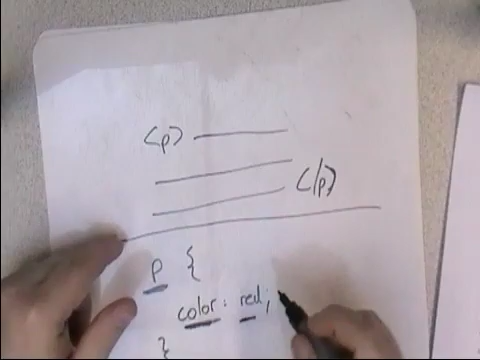 <p>
</p>
p {
color: red;
}